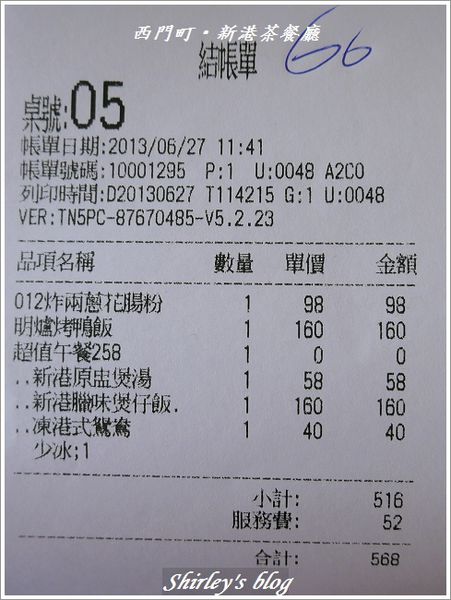 西門町•新港茶餐廳
結帳單 66
桌號:05
帳單日期:2013/06/27 11:41
帳單號碼:10001295 P:1 U:0048 A2C0
列印時間:D20130627 T114215 G:1 U:0048
VER:TN5PC-87670485-V5.2.23
品項名稱 數量 單價 金額
012炸兩蔥花腸粉 1 98 98
明爐烤鴨飯 1 160 160
超值午餐258 1 0 0
..新港原盅煲湯 1 58 58
..新港臘味煲仔飯. 1 160 160
..凍港式鴛鴦 1 40 40
少冰;1
小計: 516
服務費: 52
合計: 568
Shirley's blog